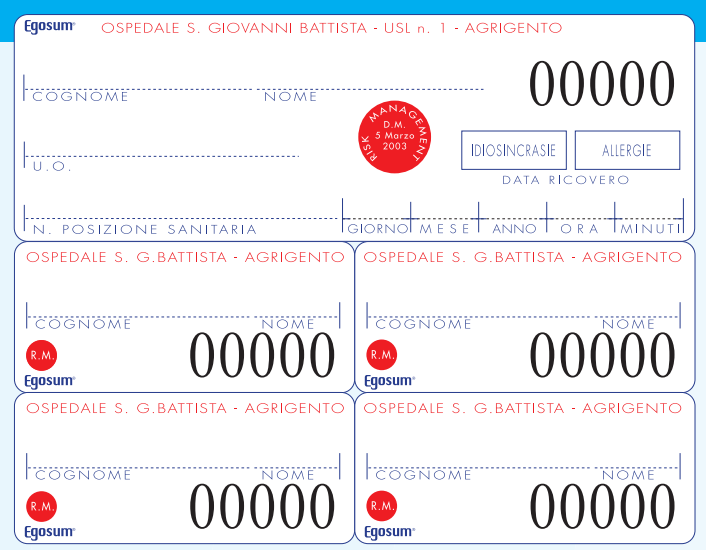 Egosum® OSPEDALE S. GIOVANNI BATTISTA - USL n. 1 - AGRIGENTO
00000
COGNOME NOME
RISK MANAGEMENT
D.M.
5 Marzo
2003
IDIOSINCRASIE ALLERGIE
U.O.
DATA RICOVERO
N. POSIZIONE SANITARIA GIORNO MESE ANNO ORA MINUTI
OSPEDALE S. G.BATTISTA - AGRIGENTO
COGNOME NOME
R.M. 00000
Egosum®
OSPEDALE S. G.BATTISTA - AGRIGENTO
COGNOME NOME
R.M. 00000
Egosum®
OSPEDALE S. G.BATTISTA - AGRIGENTO
COGNOME NOME
R.M. 00000
Egosum®
OSPEDALE S. G.BATTISTA - AGRIGENTO
COGNOME NOME
R.M. 00000
Egosum®